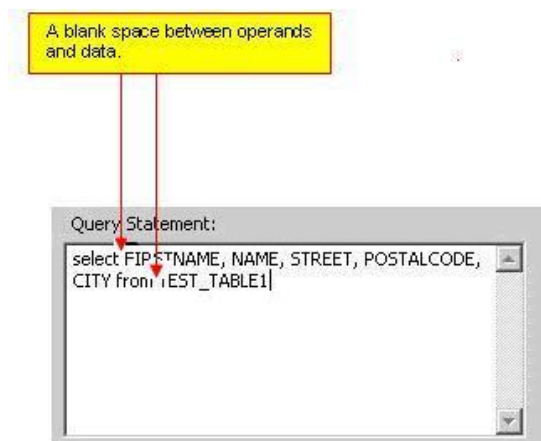 A blank space between operands
and data.
Query Statement:
select FIRSTNAME, NAME, STREET, POSTALCODE,
CITY from TEST_TABLE1